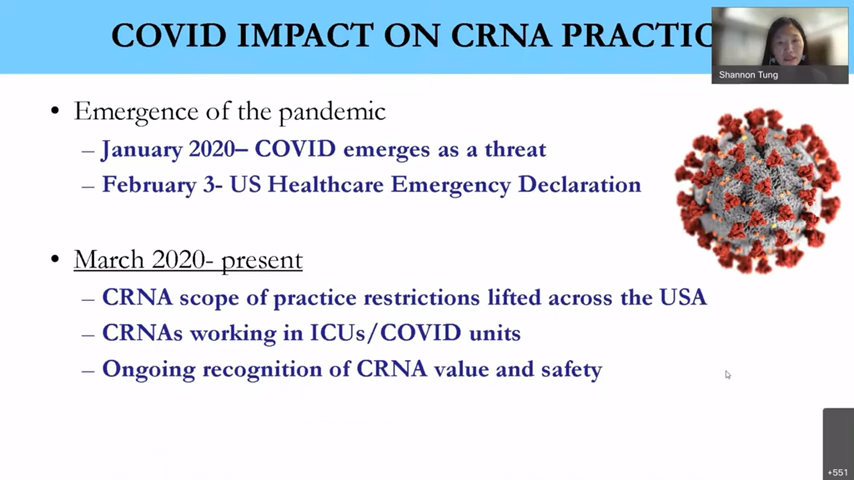 COVID IMPACT ON CRNA PRACTIC
Shannon Tung
• Emergence of the pandemic
– January 2020– COVID emerges as a threat
– February 3- US Healthcare Emergency Declaration
• March 2020- present
– CRNA scope of practice restrictions lifted across the USA
– CRNAs working in ICUs/COVID units
– Ongoing recognition of CRNA value and safety
+551